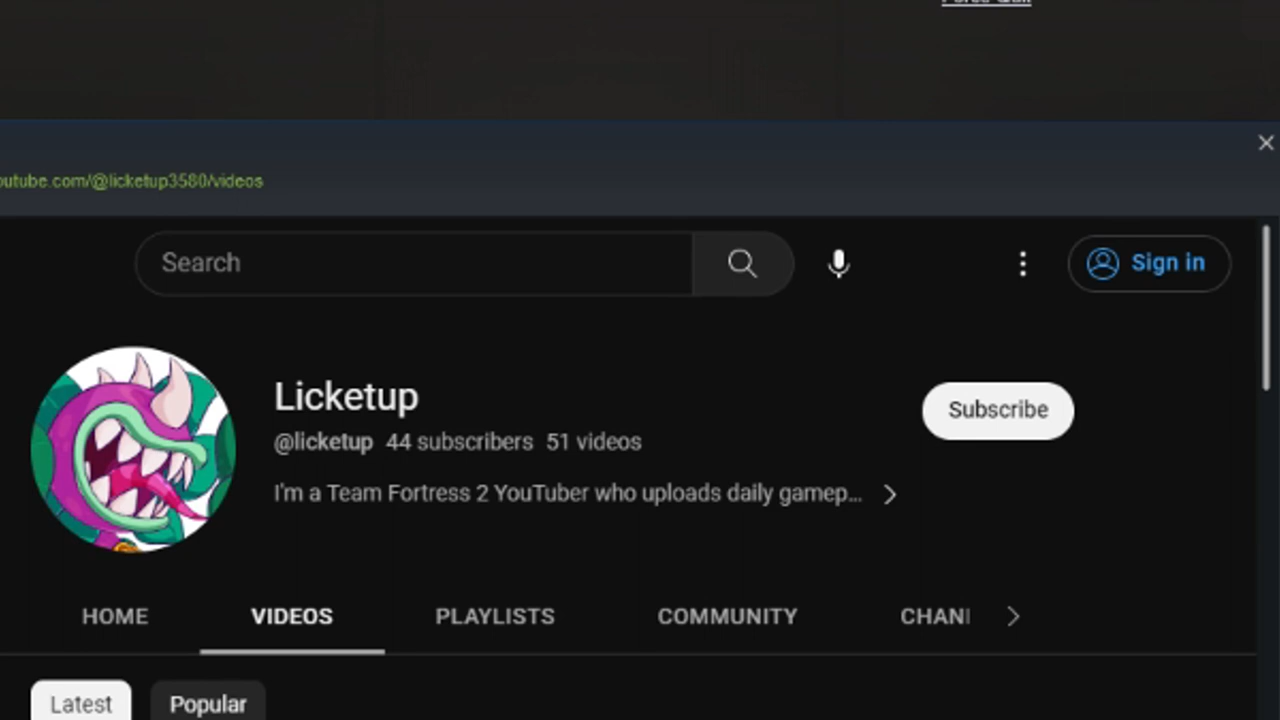 outube.com/@licketup3580/videos
Search
Sign in
Licketup
Subscribe
@licketup 44 subscribers 51 videos
I'm a Team Fortress 2 YouTuber who uploads daily gamep...
HOME VIDEOS PLAYLISTS COMMUNITY CHANI
Latest Popular